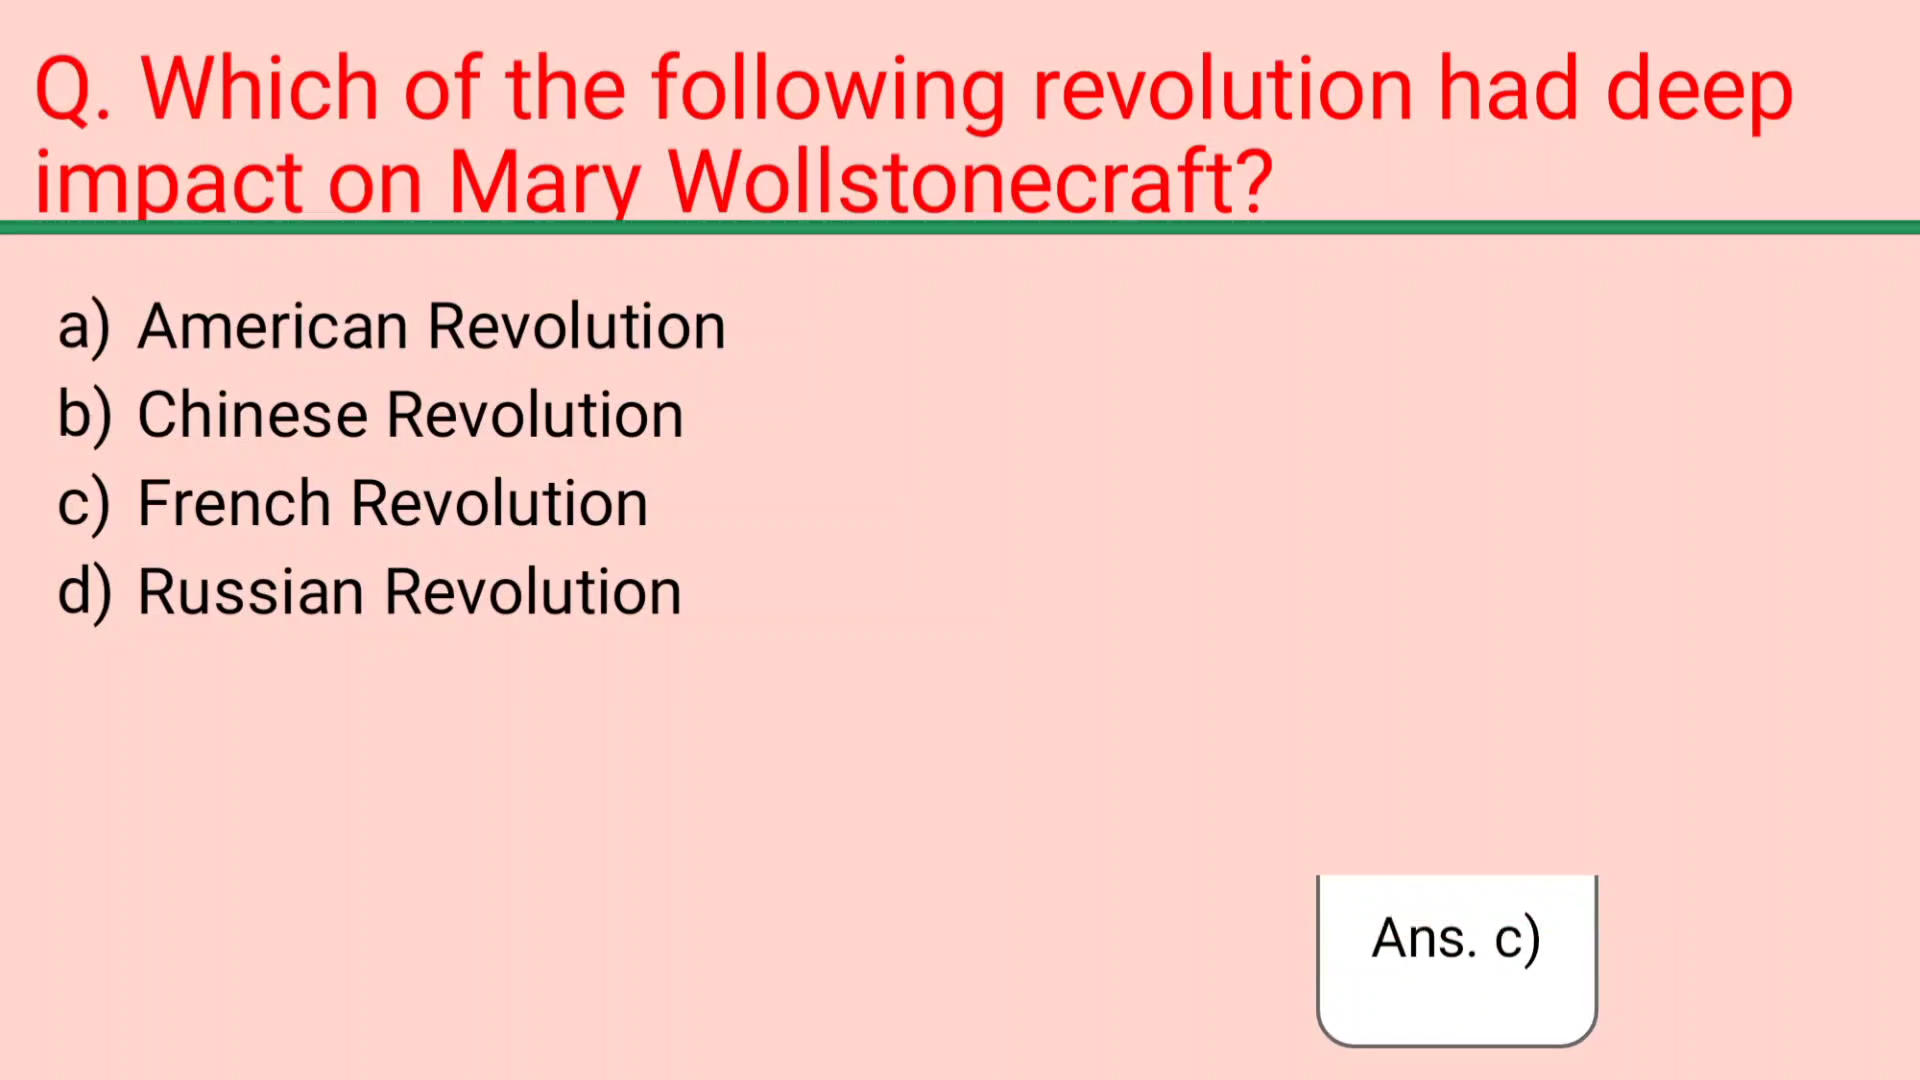 Q. Which of the following revolution had deep
impact on Mary Wollstonecraft?
a) American Revolution
b) Chinese Revolution
c) French Revolution
d) Russian Revolution
Ans. c)